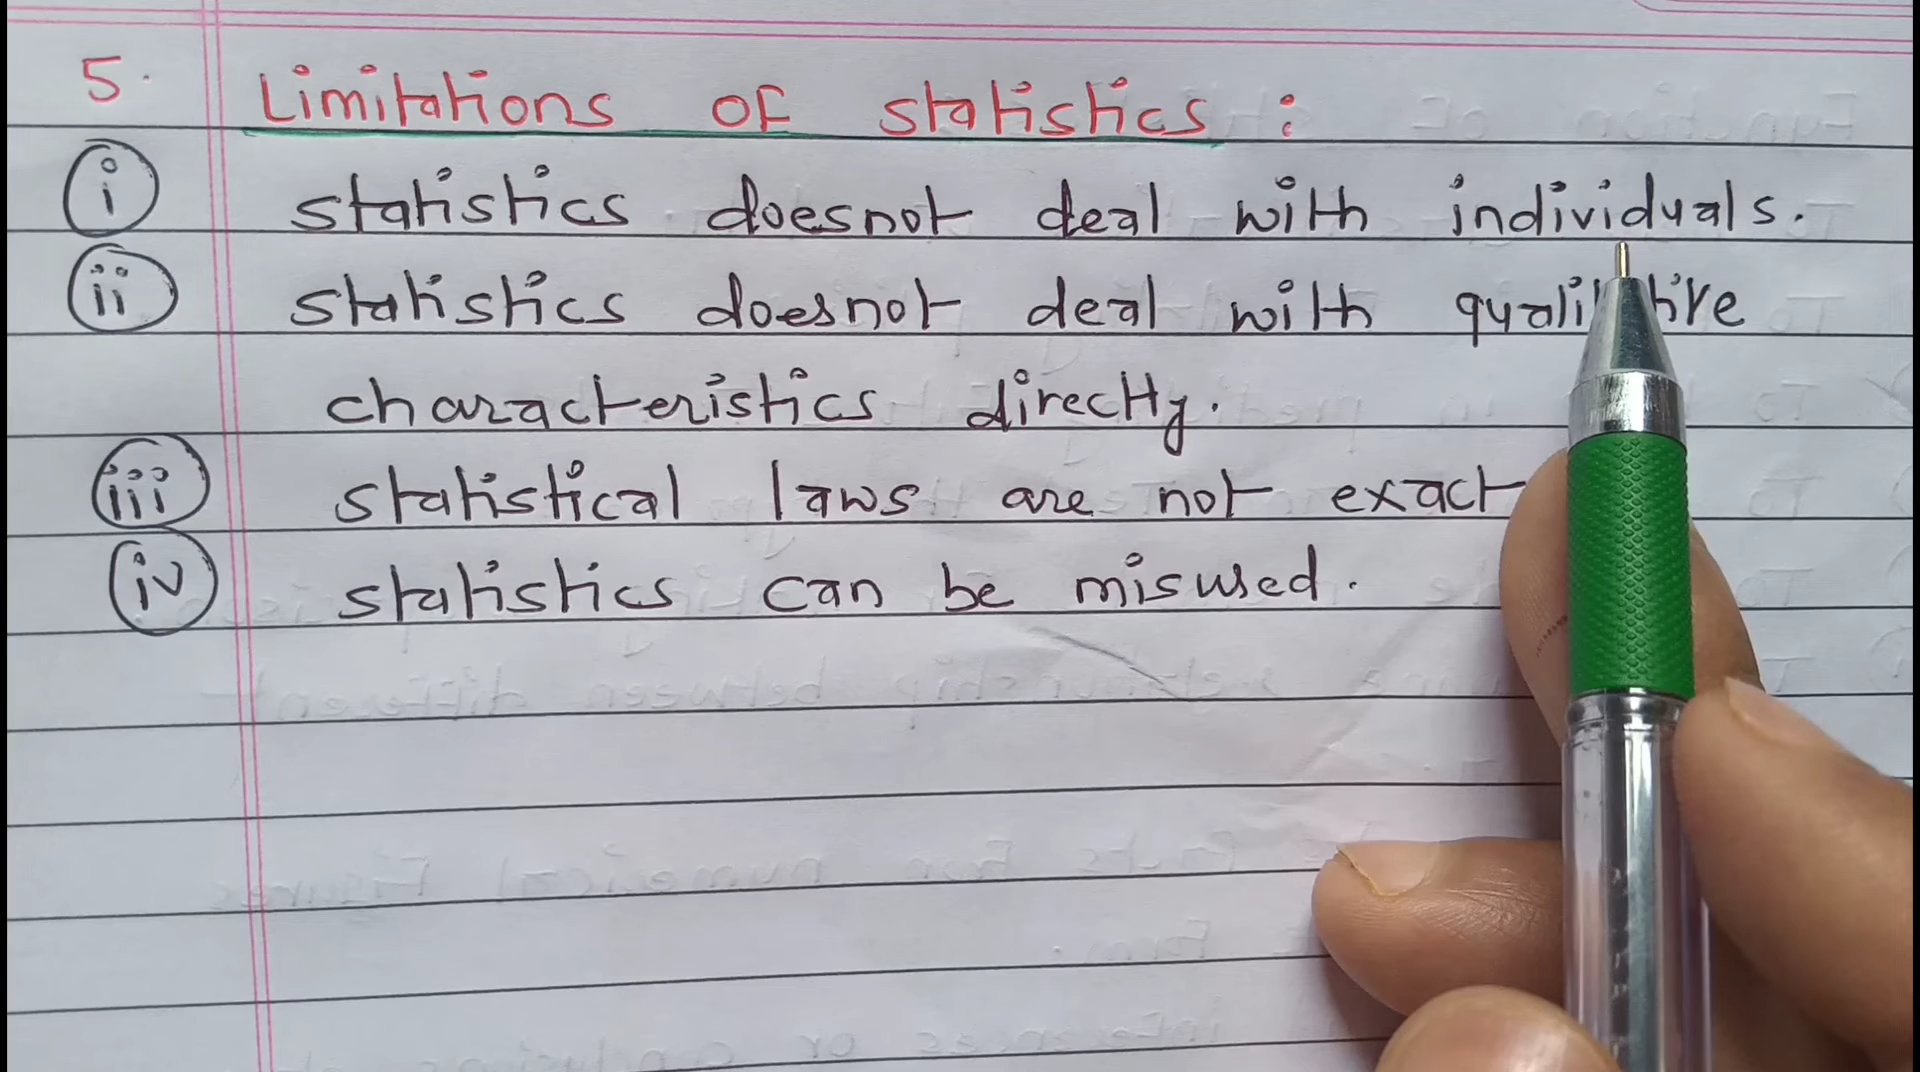 5. Limitations of statistics :
i statistics doesnot deal with individuals.
ii statistics doesnot deal with
characteristics directly.
iii statistical laws are not exact
iv statistics can be misused.